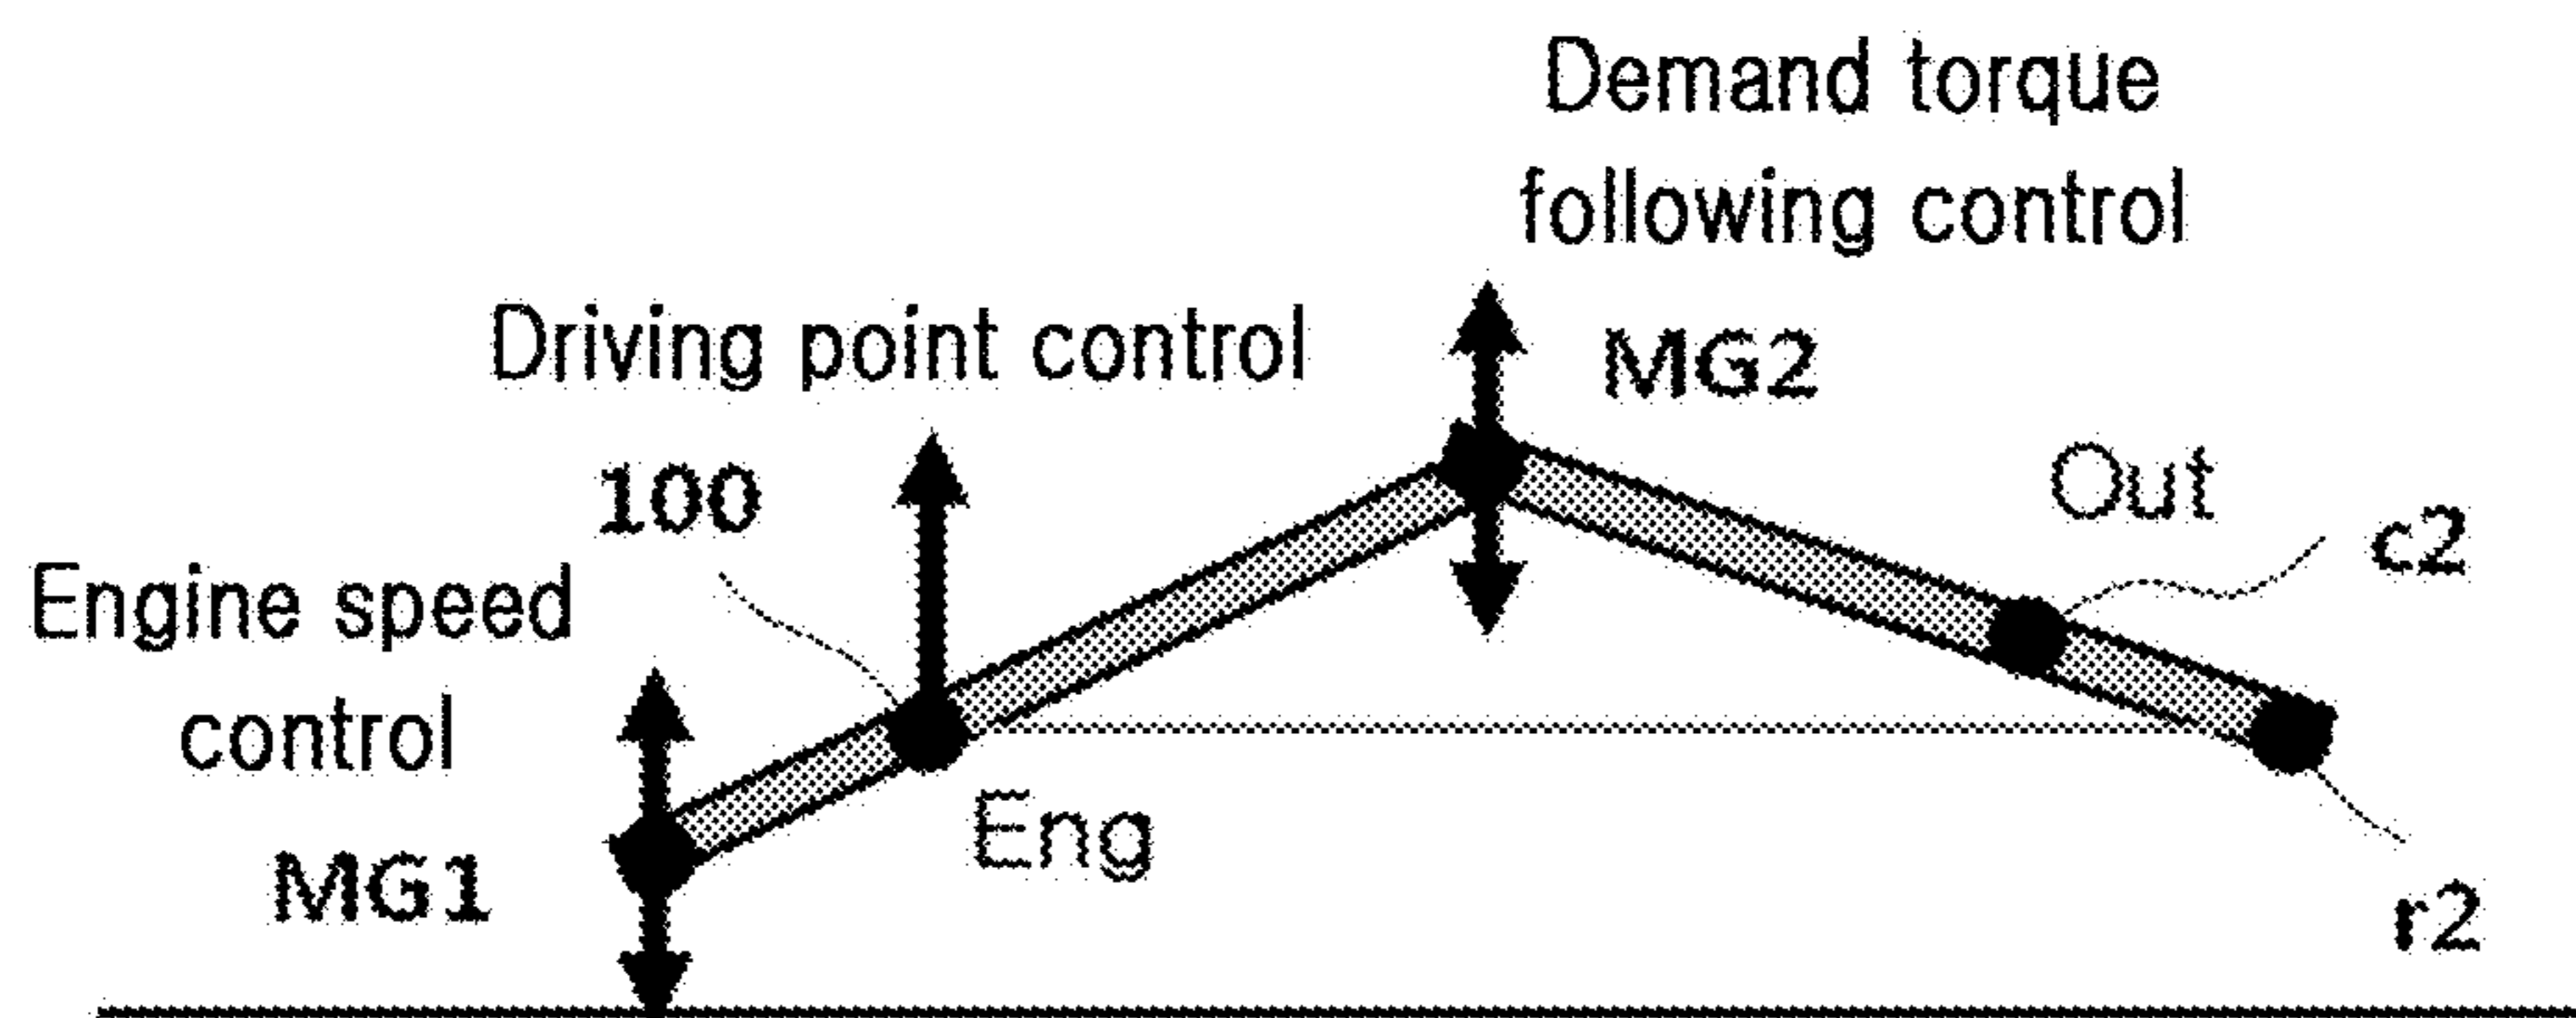 Demand torque
following control
MG2
Driving point control
100
Out
c2
Engine speed
control
MG1
Eng
r2